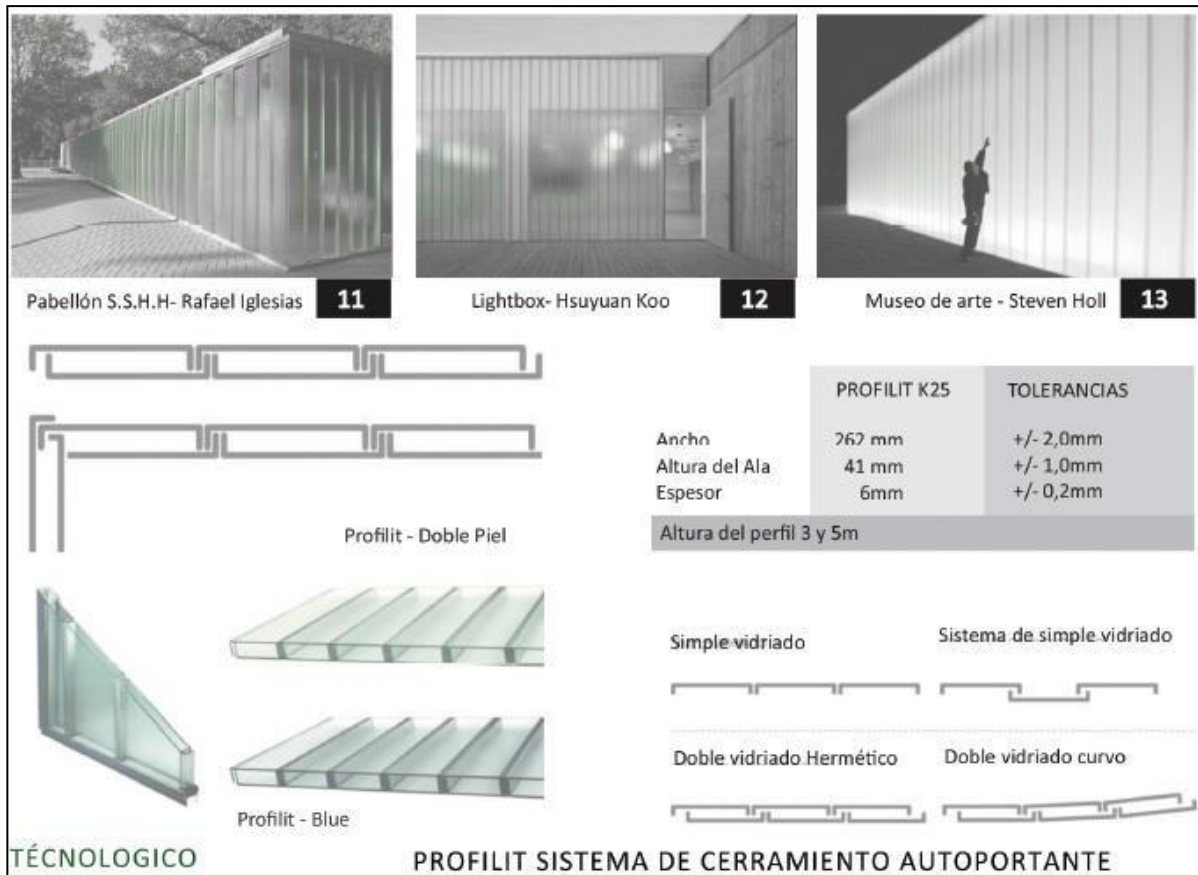 Pabellón S.S.H.H- Rafael Iglesias 11
Lightbox- Hsuyuan Koo 12
Museo de arte - Steven Holl 13
PROFILIT K25 TOLERANCIAS
Ancho 262 mm +/- 2,0mm
Altura del Ala 41 mm +/- 1,0mm
Espesor 6mm +/- 0,2mm
Altura del perfil 3 y 5m
Profilit - Doble Piel
Profilit - Blue
Simple vidriado
Sistema de simple vidriado
Doble vidriado Hermético
Doble vidriado curvo
TÉCNOLOGICO
PROFILIT SISTEMA DE CERRAMIENTO AUTOPORTANTE